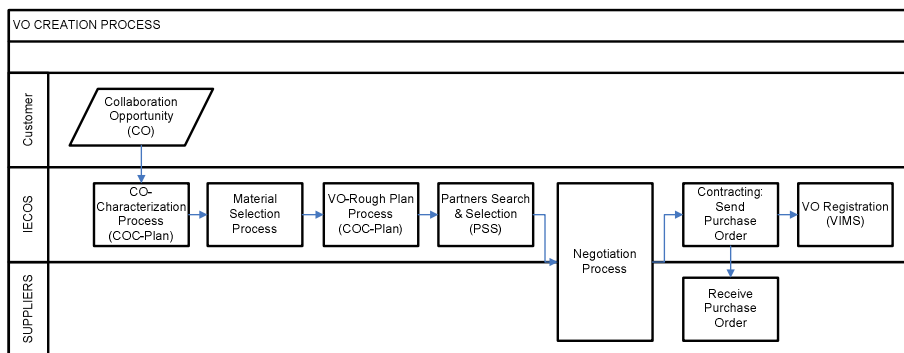 VO CREATION PROCESS
Customer
Collaboration
Opportunity
(CO)
IECOS
CO-
Characterization
Process
(COC-Plan)
Material
Selection
Process
VO-Rough Plan
Process
(COC-Plan)
Partners Search
& Selection
(PSS)
Negotiation
Process
Contracting:
Send
Purchase
Order
VO Registration
(VIMS)
SUPPLIERS
Receive
Purchase
Order